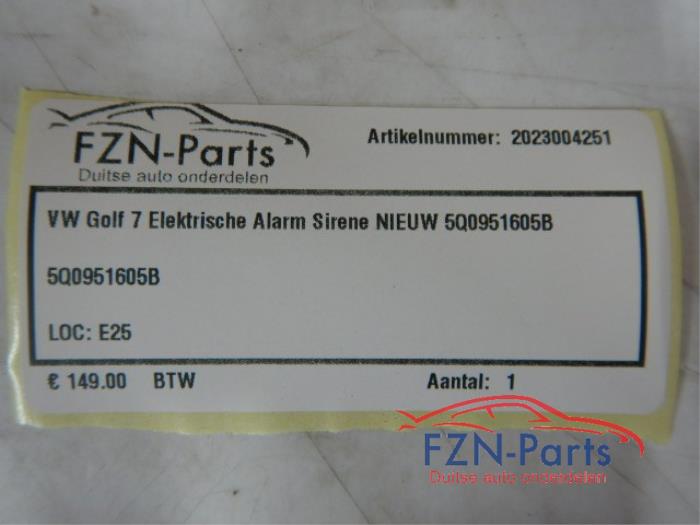 FZN-Parts
Duitse auto onderdelen
Artikelnummer: 2023004251
VW Golf 7 Elektrische Alarm Sirene NIEUW 5Q0951605B
5Q0951605B
LOC: E25
€ 149.00 BTW
Aantal: 1
FZN-Parts
Duitse auto onderdelen